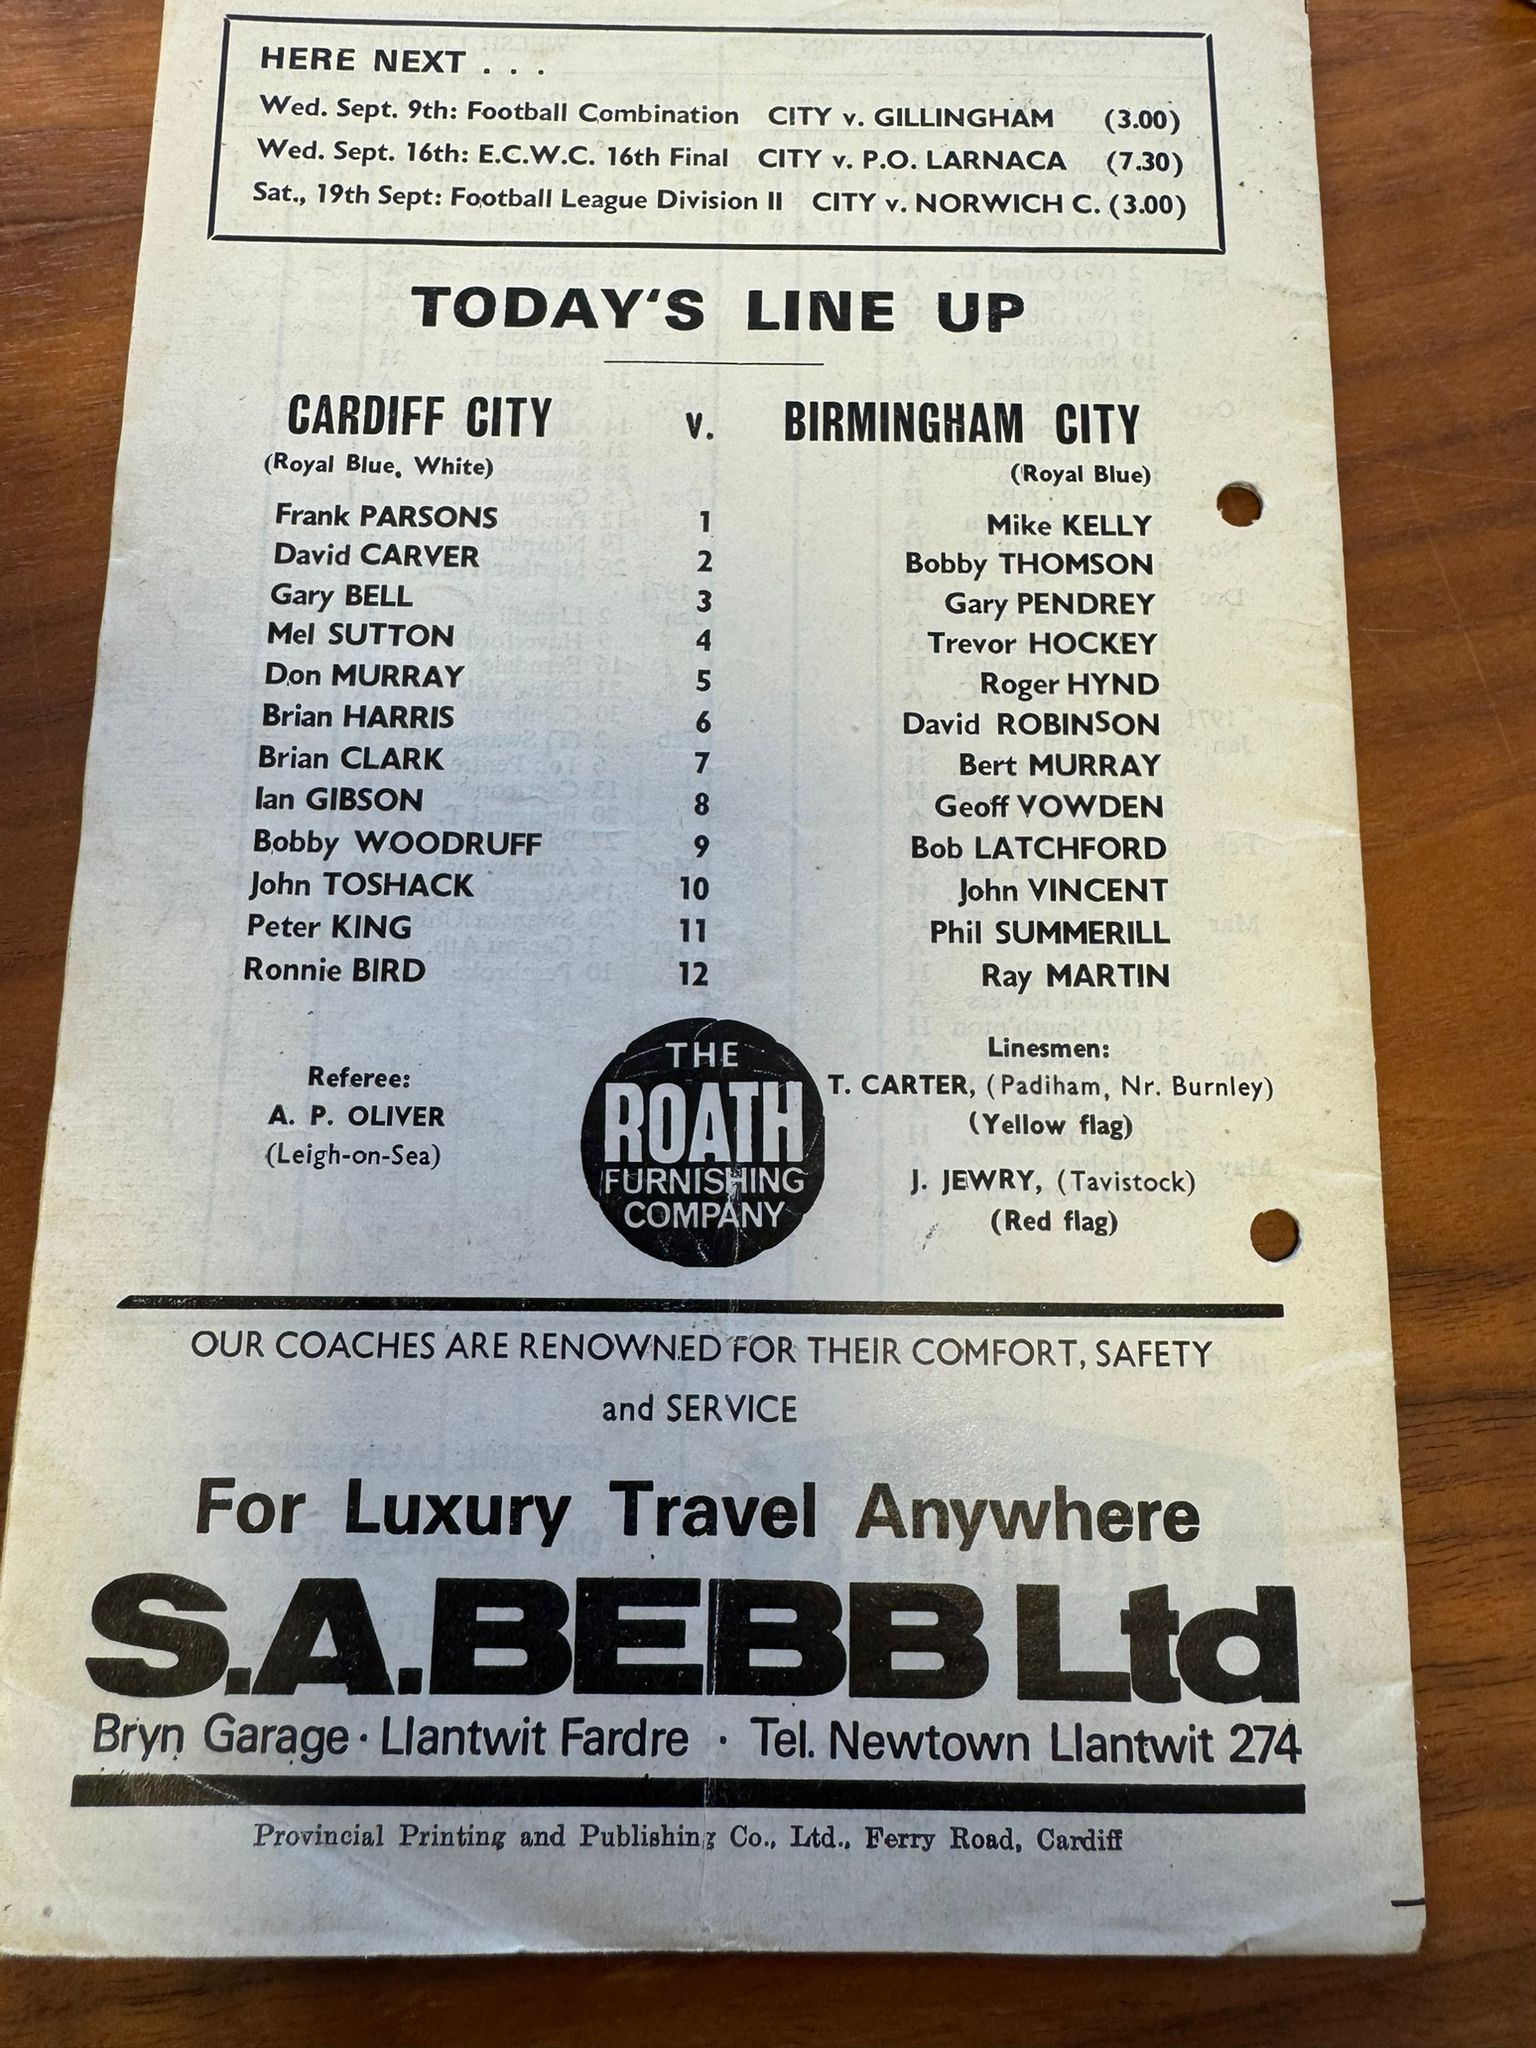 HERE NEXT . . .
Wed. Sept. 9th: Football Combination CITY v. GILLINGHAM (3.00)
Wed. Sept. 16th: E.C.W.C. 16th Final CITY v. P.O. LARNACA (7.30)
Sat., 19th Sept: Football League Division II CITY v. NORWICH C. (3.00)
TODAY'S LINE UP
CARDIFF CITY v. BIRMINGHAM CITY
(Royal Blue, White) (Royal Blue)
Frank PARSONS 1 Mike KELLY
David CARVER 2 Bobby THOMSON
Gary BELL 3 Gary PENDREY
Mel SUTTON 4 Trevor HOCKEY
Don MURRAY 5 Roger HYND
Brian HARRIS 6 David ROBINSON
Brian CLARK 7 Bert MURRAY
Ian GIBSON 8 Geoff VOWDEN
Bobby WOODRUFF 9 Bob LATCHFORD
John TOSHACK 10 John VINCENT
Peter KING 11 Phil SUMMERILL
Ronnie BIRD 12 Ray MARTIN
Referee:
A. P. OLIVER
(Leigh-on-Sea)
THE
ROATH
FURNISHING
COMPANY
Linesmen:
T. CARTER, (Padiham, Nr. Burnley)
(Yellow flag)
J. JEWRY, (Tavistock)
(Red flag)
OUR COACHES ARE RENOWNED FOR THEIR COMFORT, SAFETY
and SERVICE
For Luxury Travel Anywhere
S.A.BEBB Ltd
Bryn Garage · Llantwit Fardre · Tel. Newtown Llantwit 274
Provincial Printing and Publishing Co., Ltd., Ferry Road, Cardiff